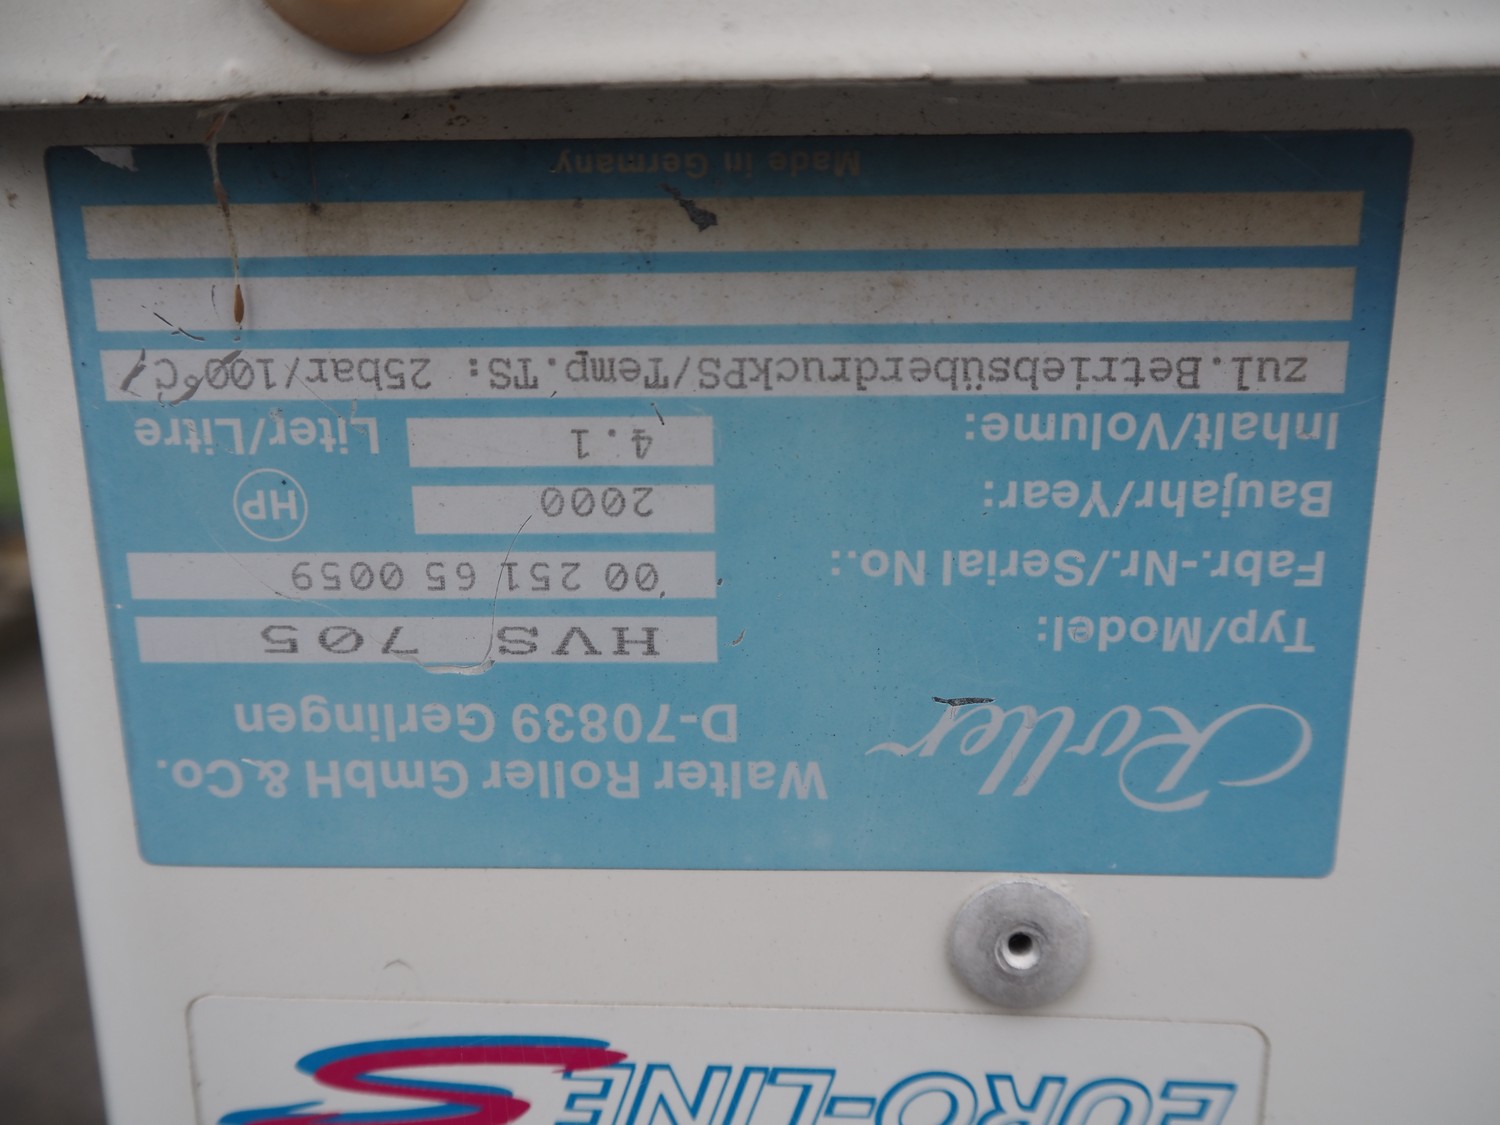 EURO-LINE
Roller Walter Roller GmbH & Co.
D-70839 Gerlingen
Typ/Model: HVS 705
Fabr.-Nr./Serial No.: 00 251 65 0059
Baujahr/Year: 2000 HP
Inhalt/Volume: 4.1 Liter/Litre
zul.BetriebsüberdruckPS/Temp.TS: 25bar/100°C/
Made in Germany